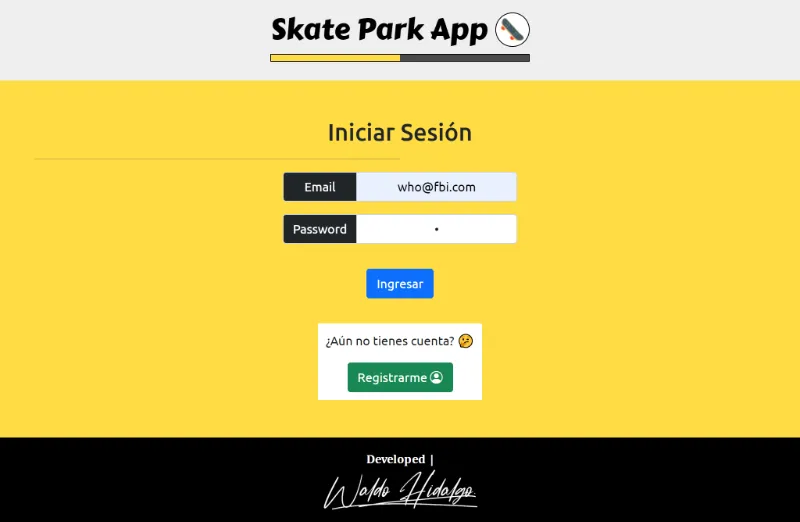 Skate Park App
Iniciar Sesión
Email who@fbi.com
Password •
Ingresar
¿Aún no tienes cuenta? 🤔
Registrarme
Developed |
Waldo Hidalgo